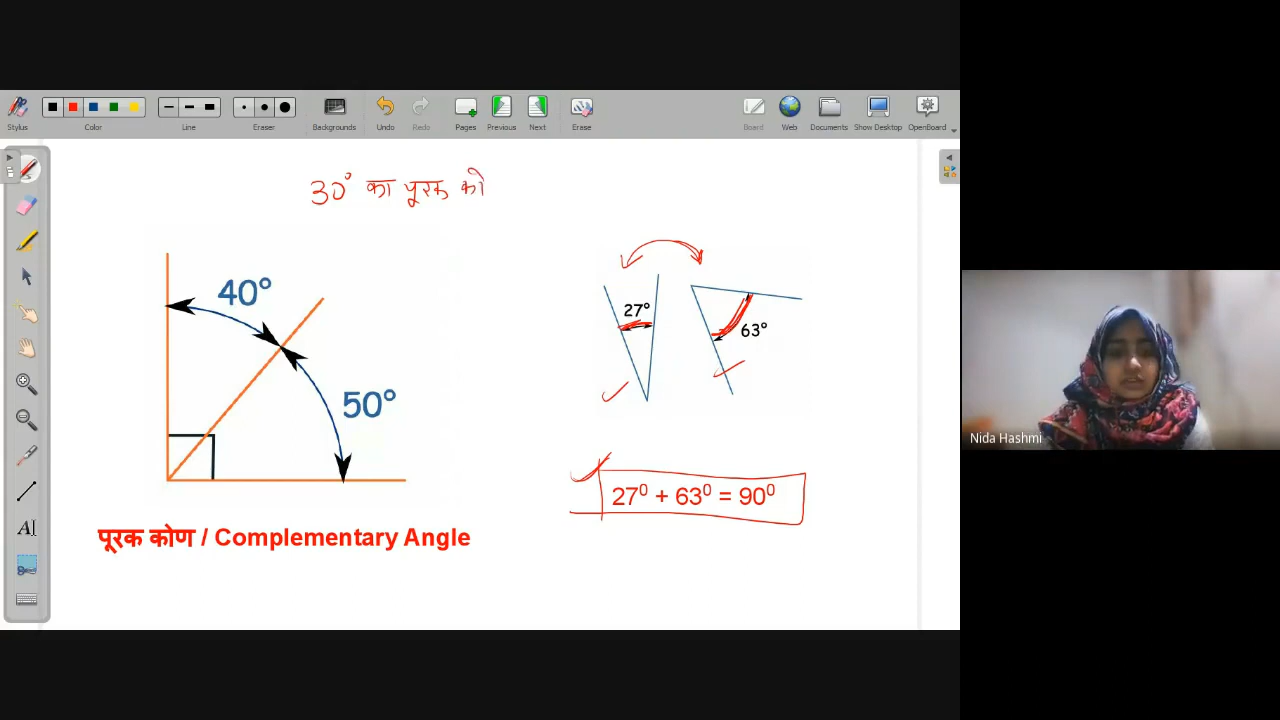 Stylus
Color
Line
Eraser
Backgrounds
Undo
Redo
Pages
Previous
Next
Erase
Board
Web
Documents
Show Desktop
OpenBoard
30° का पूरक को
40°
50°
27°
63°
27⁰ + 63⁰ = 90⁰
पूरक कोण / Complementary Angle
Nida Hashmi